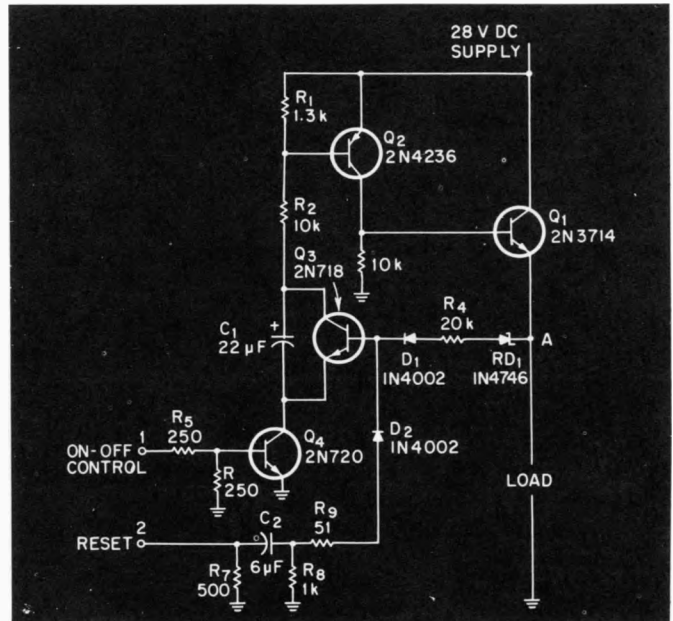 28 V DC
SUPPLY
R1
1.3 k
Q2
2N4236
R2
10k
Q1
2N3714
Q3
2N718
10k
R4
20k
A
C1
+
22 µF
D1
IN4002
RD1
IN4746
R5
250
1
ON-OFF
CONTROL
Q4
2N720
D2
IN4002
R
250
LOAD
C2
R9
51
2
RESET
6µF
R7
500
R8
1k